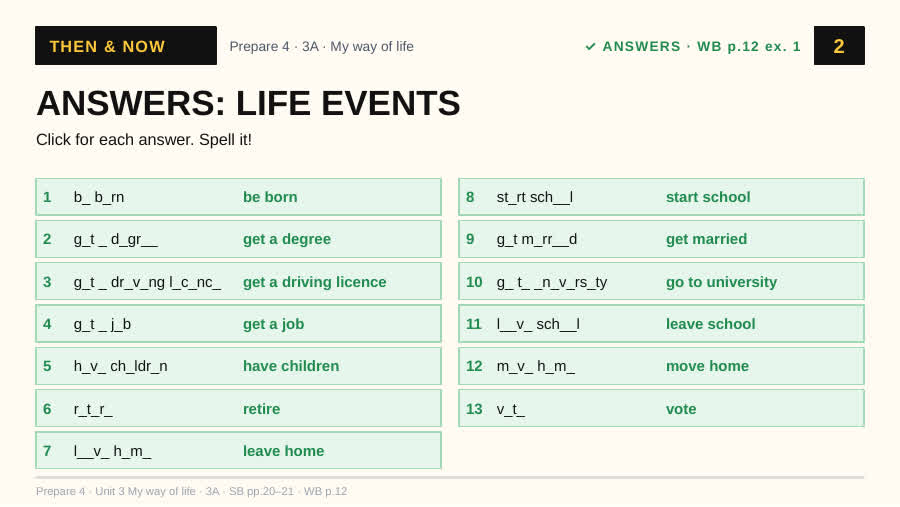 THEN & NOW
Prepare 4 · 3A · My way of life
✓ ANSWERS · WB p.12 ex. 1
2
ANSWERS: LIFE EVENTS
Click for each answer. Spell it!
1 b_ b_rn be born
2 g_t _ d_gr__ get a degree
3 g_t _ dr_v_ng l_c_nc_ get a driving licence
4 g_t _ j_b get a job
5 h_v_ ch_ldr_n have children
6 r_t_r_ retire
7 l__v_ h_m_ leave home
8 st_rt sch__l start school
9 g_t m_rr__d get married
10 g_ t_ _n_v_rs_ty go to university
11 l__v_ sch__l leave school
12 m_v_ h_m_ move home
13 v_t_ vote
Prepare 4 · Unit 3 My way of life · 3A · SB pp.20–21 · WB p.12